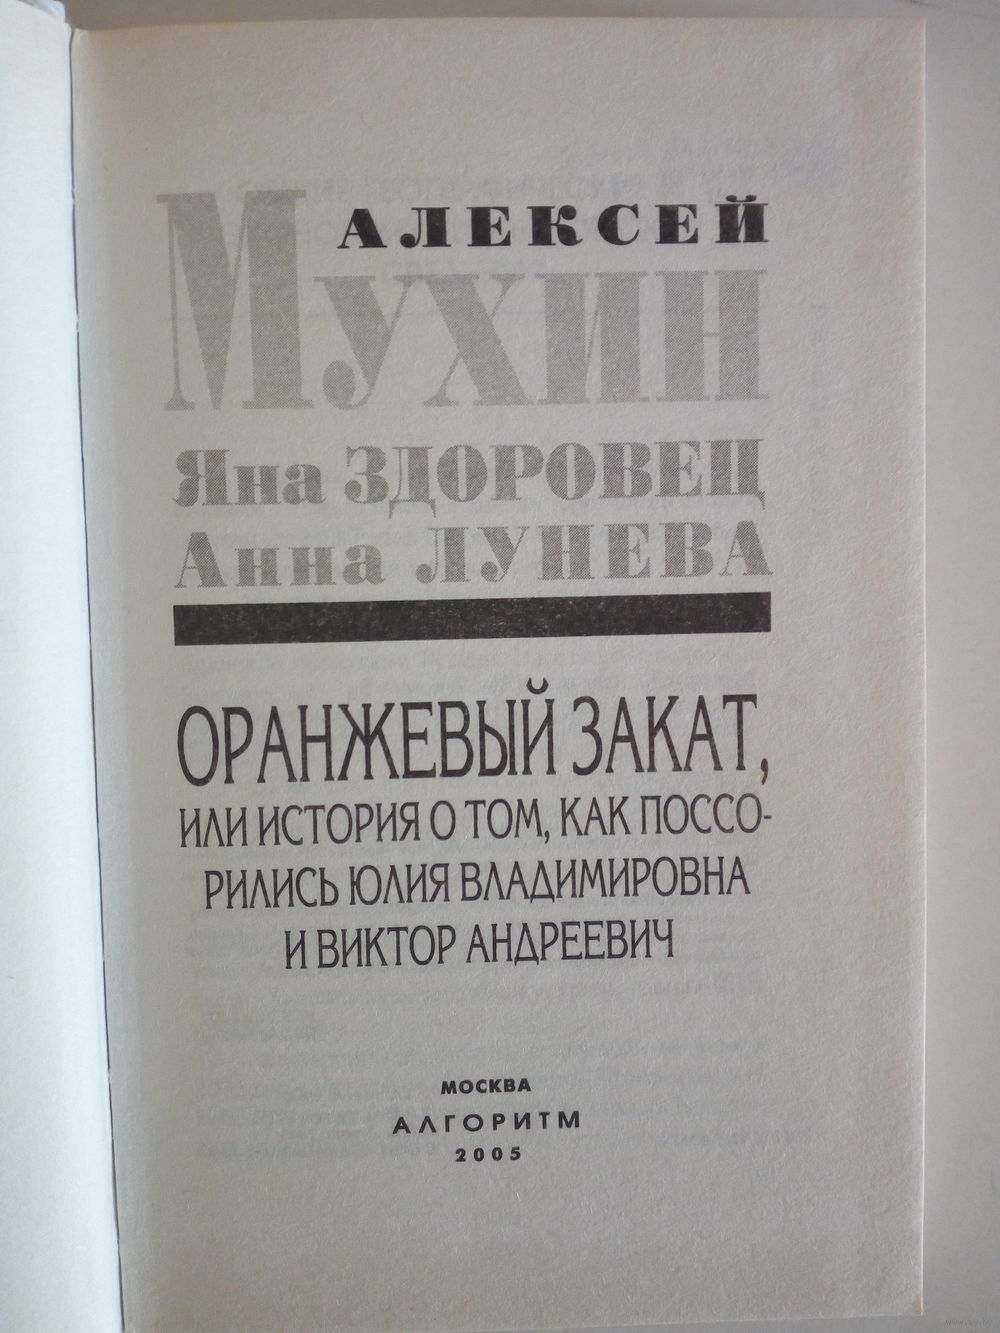 АЛЕКСЕЙ
МУХИН
Яна ЗДОРОВЕЦ
Анна ЛУНЕВА
ОРАНЖЕВЫЙ ЗАКАТ,
ИЛИ ИСТОРИЯ О ТОМ, КАК ПОССО-
РИЛИСЬ ЮЛИЯ ВЛАДИМИРОВНА
И ВИКТОР АНДРЕЕВИЧ
МОСКВА
АЛГОРИТМ
2005